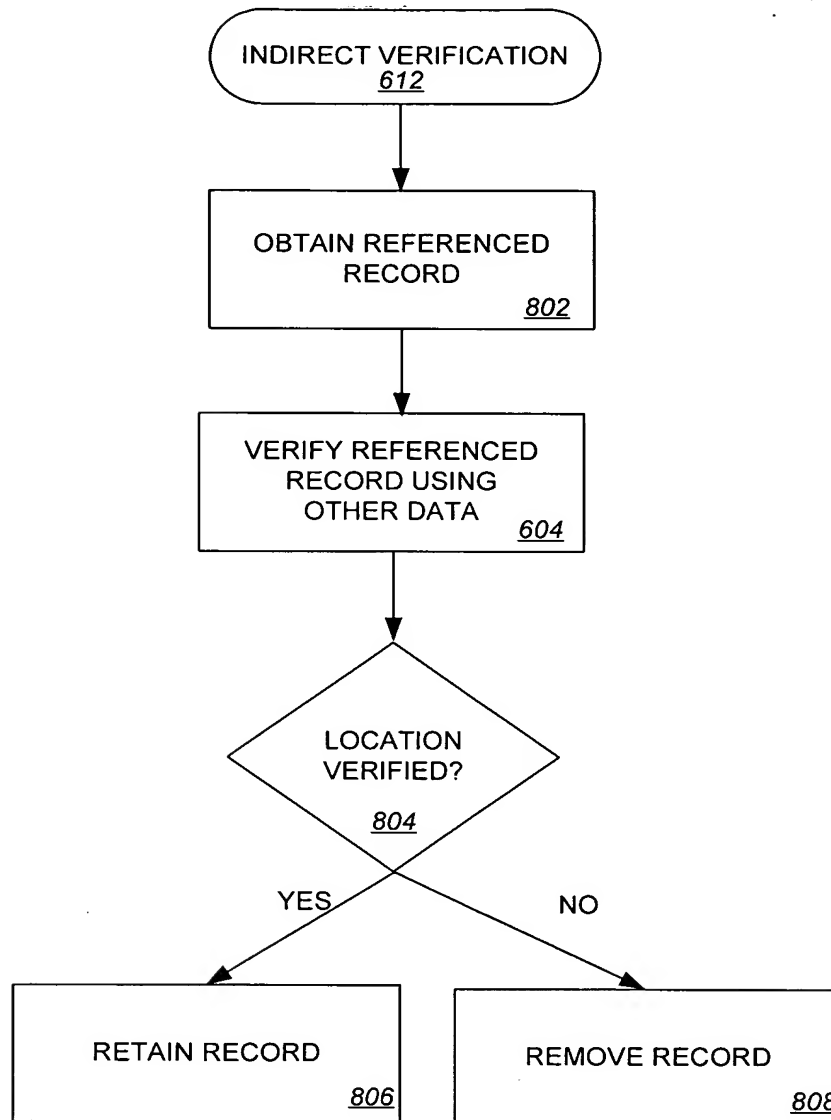 INDIRECT VERIFICATION
612
OBTAIN REFERENCED
RECORD
802
VERIFY REFERENCED
RECORD USING
OTHER DATA
604
LOCATION
VERIFIED?
804
YES
NO
RETAIN RECORD
806
REMOVE RECORD
808